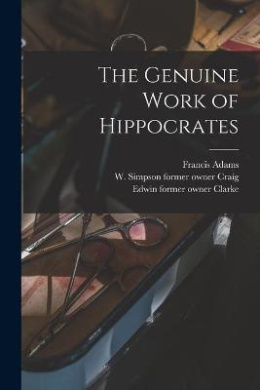 THE GENUINE
WORK OF
HIPPOCRATES
Francis Adams
W. Simpson former owner Craig
Edwin former owner Clarke